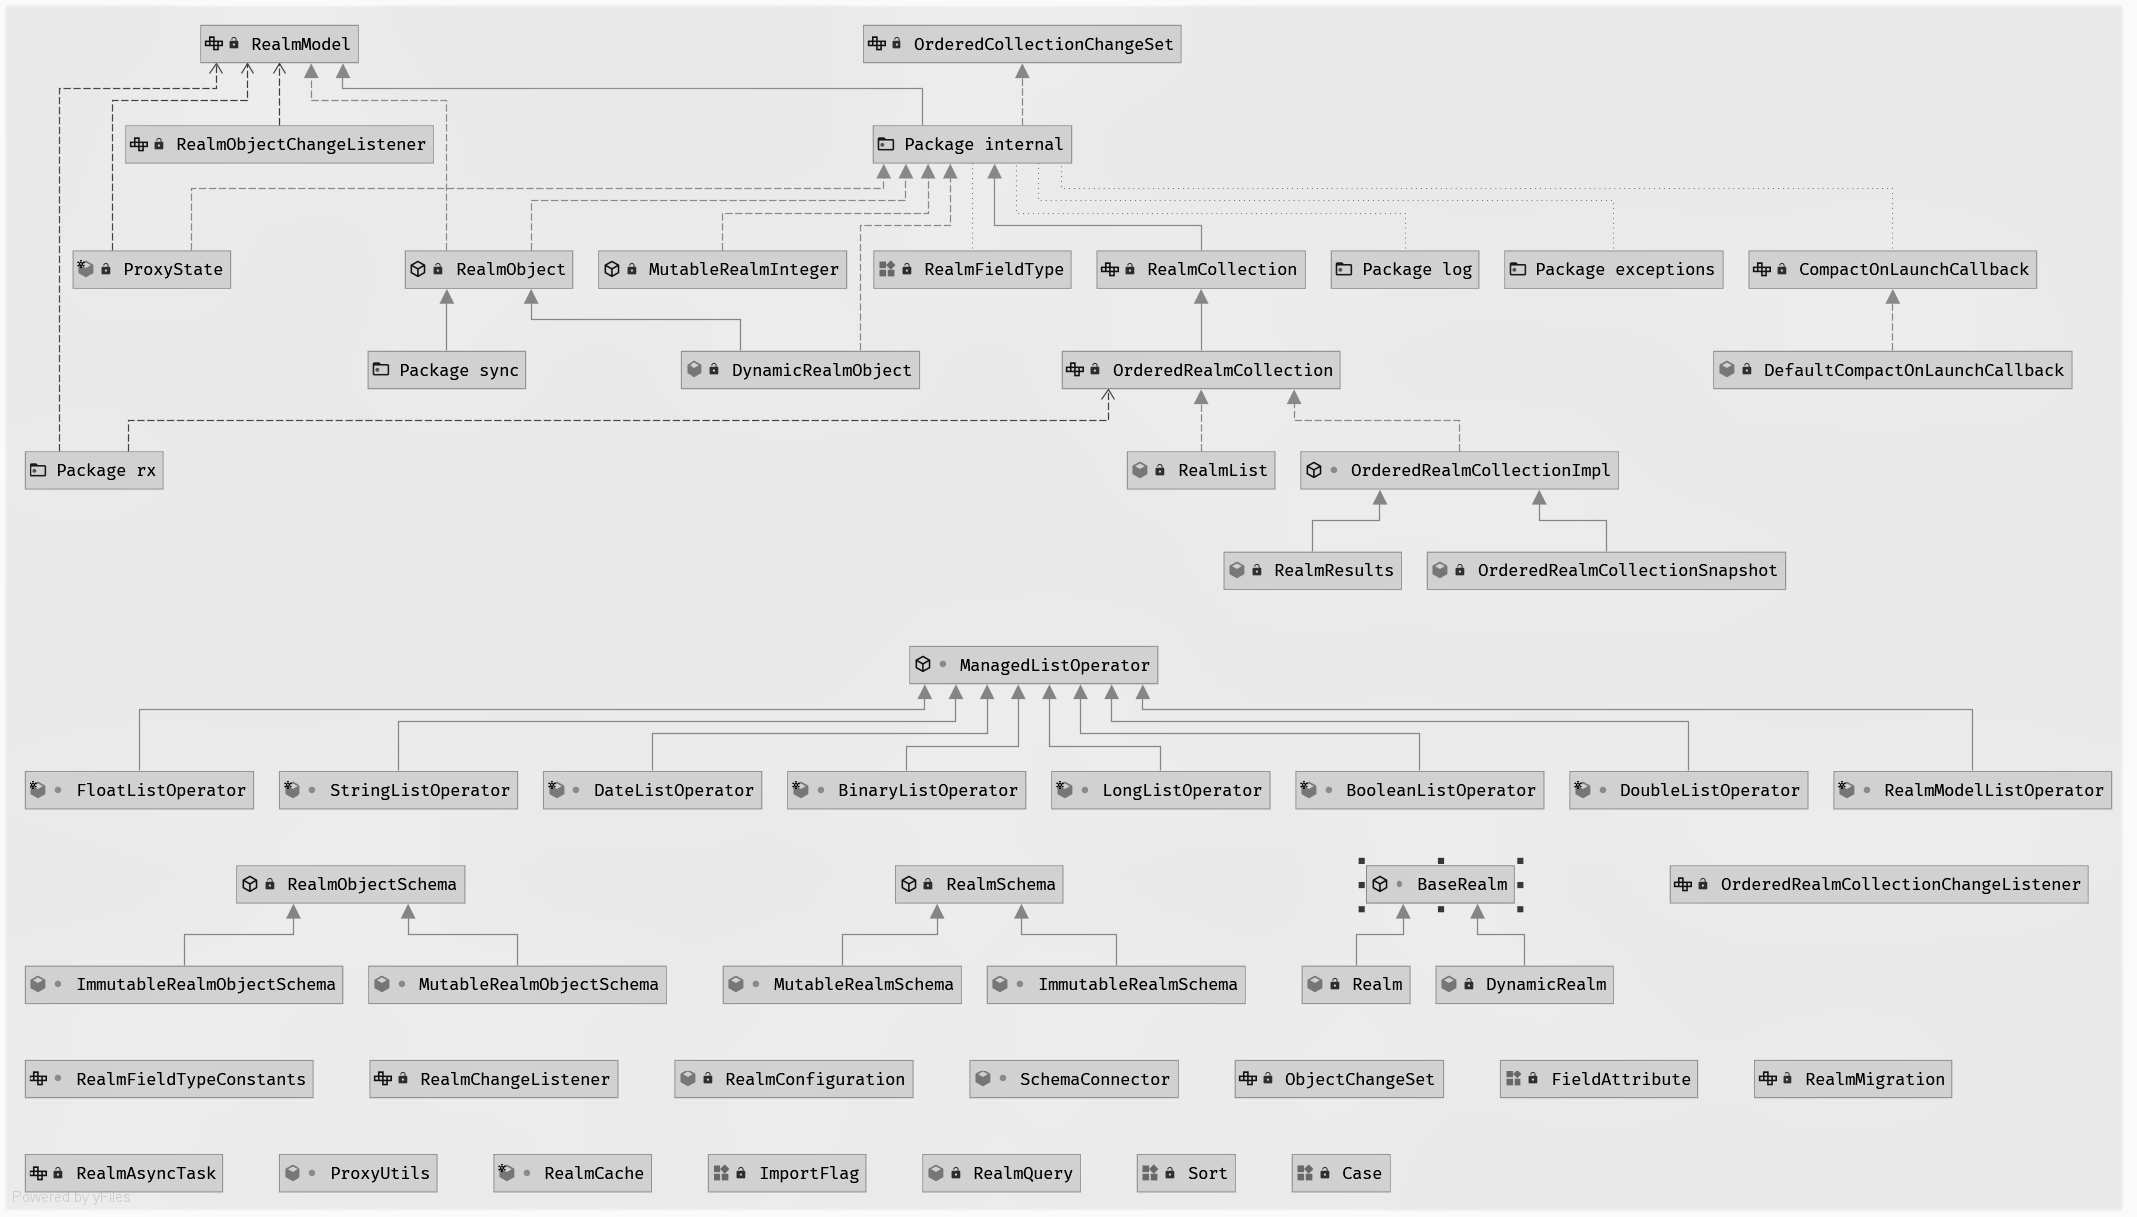 RealmModel
OrderedCollectionChangeSet
RealmObjectChangeListener
Package internal
ProxyState
RealmObject
MutableRealmInteger
RealmFieldType
RealmCollection
Package log
Package exceptions
CompactOnLaunchCallback
Package sync
DynamicRealmObject
OrderedRealmCollection
DefaultCompactOnLaunchCallback
Package rx
RealmList
OrderedRealmCollectionImpl
RealmResults
OrderedRealmCollectionSnapshot
ManagedListOperator
FloatListOperator
StringListOperator
DateListOperator
BinaryListOperator
LongListOperator
BooleanListOperator
DoubleListOperator
RealmModelListOperator
RealmObjectSchema
RealmSchema
BaseRealm
OrderedRealmCollectionChangeListener
ImmutableRealmObjectSchema
MutableRealmObjectSchema
MutableRealmSchema
ImmutableRealmSchema
Realm
DynamicRealm
RealmFieldTypeConstants
RealmChangeListener
RealmConfiguration
SchemaConnector
ObjectChangeSet
FieldAttribute
RealmMigration
RealmAsyncTask
ProxyUtils
RealmCache
ImportFlag
RealmQuery
Sort
Case
Powered by yFiles